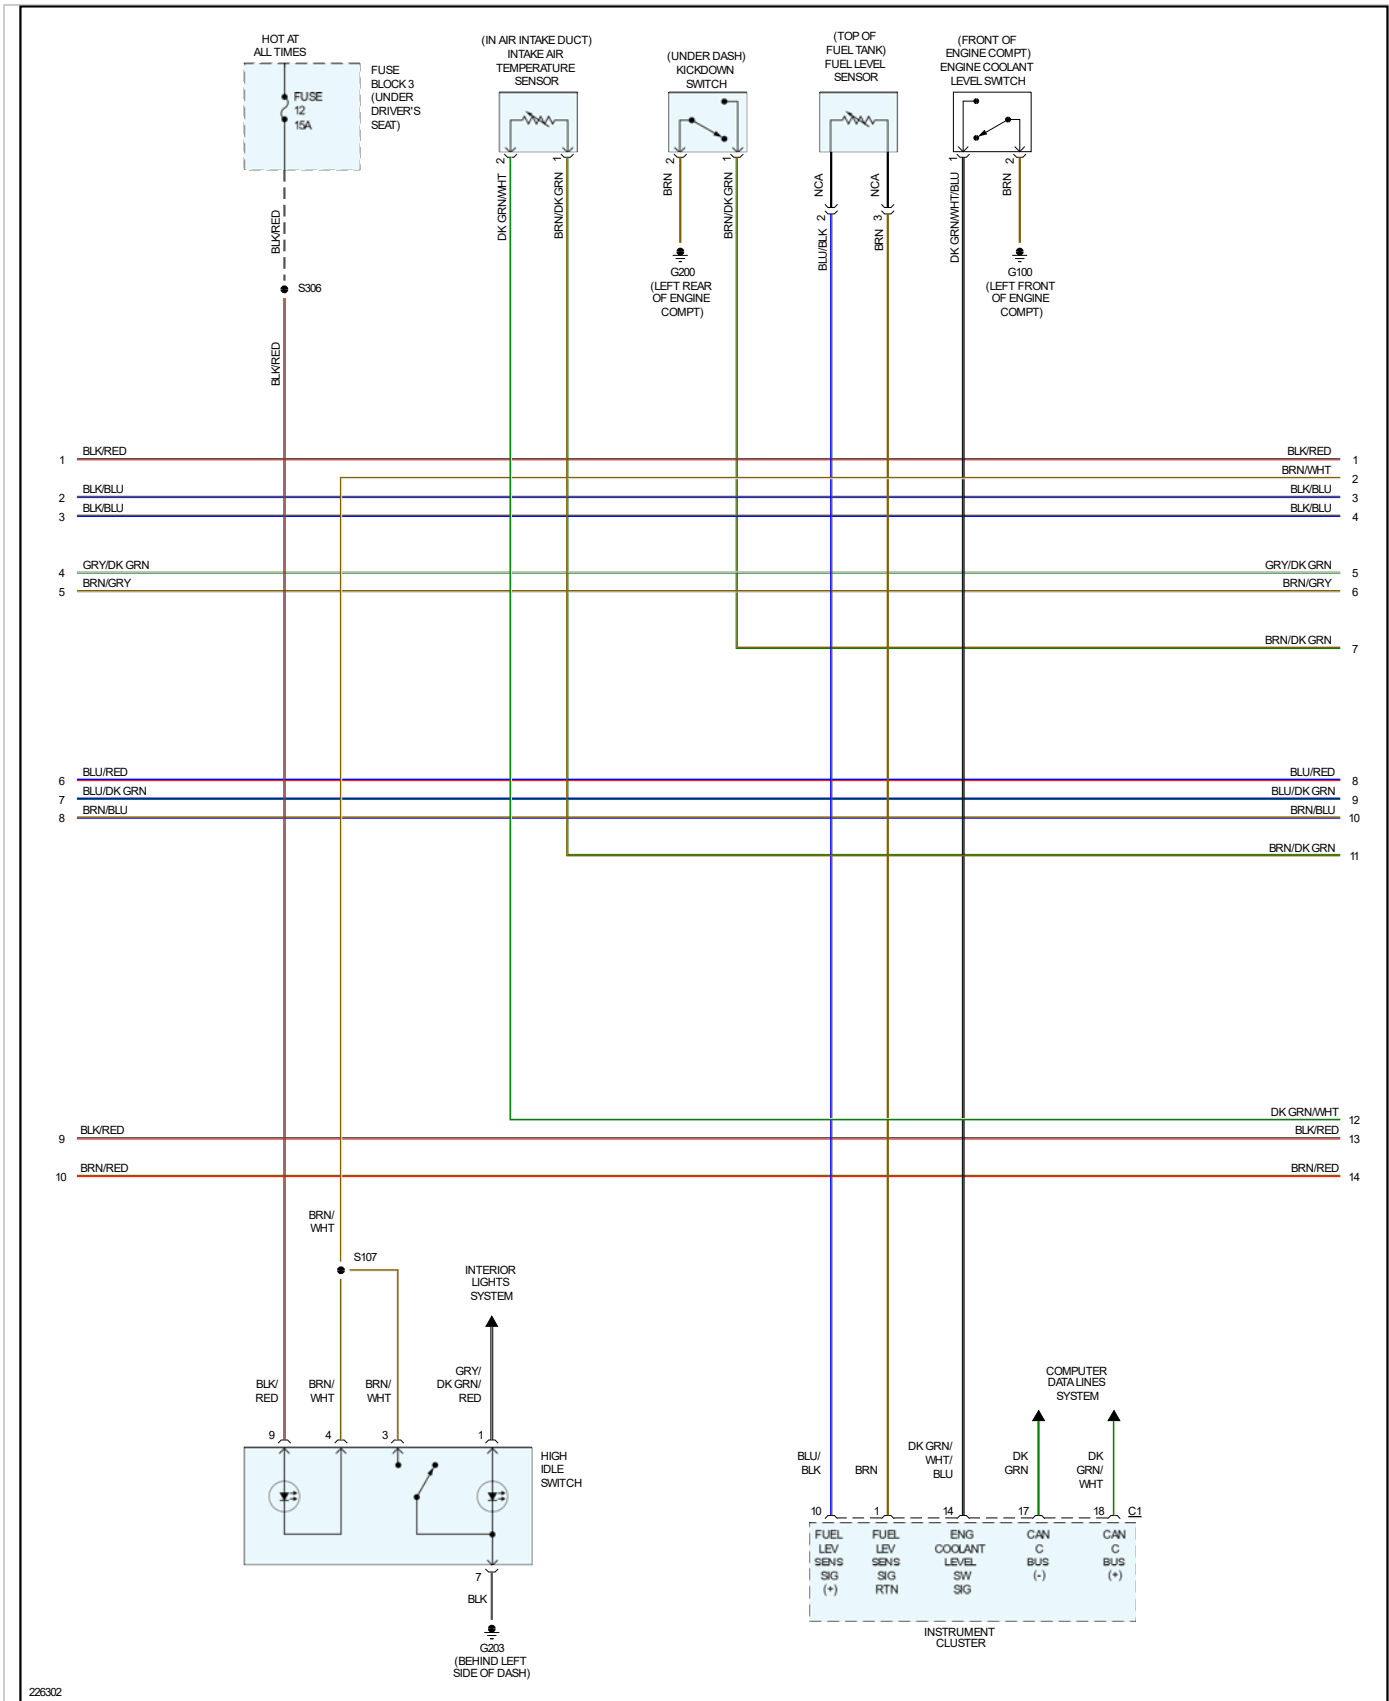 HOT AT
ALL TIMES
FUSE
12
15A
FUSE
BLOCK 3
(UNDER
DRIVER'S
SEAT)
BLK/RED
S306
BLK/RED
(IN AIR INTAKE DUCT)
INTAKE AIR
TEMPERATURE
SENSOR
2
1
DK GRN/WHT
BRN/DK GRN
(UNDER DASH)
KICKDOWN
SWITCH
2
1
BRN
BRN/DK GRN
G200
(LEFT REAR
OF ENGINE
COMPT)
(TOP OF
FUEL TANK)
FUEL LEVEL
SENSOR
NCA
NCA
2
3
BLU/BLK
BRN
(FRONT OF
ENGINE COMPT)
ENGINE COOLANT
LEVEL SWITCH
1
2
DK GRN/WHT/BLU
BRN
G100
(LEFT FRONT
OF ENGINE
COMPT)
1 BLK/RED BLK/RED 1
BRN/WHT 2
2 BLK/BLU BLK/BLU 3
3 BLK/BLU BLK/BLU 4
4 GRY/DK GRN GRY/DK GRN 5
5 BRN/GRY BRN/GRY 6
BRN/DK GRN 7
6 BLU/RED BLU/RED 8
7 BLU/DK GRN BLU/DK GRN 9
8 BRN/BLU BRN/BLU 10
BRN/DK GRN 11
DK GRN/WHT 12
9 BLK/RED BLK/RED 13
10 BRN/RED BRN/RED 14
BRN/
WHT
S107
INTERIOR
LIGHTS
SYSTEM
BLK/
RED
BRN/
WHT
BRN/
WHT
GRY/
DK GRN/
RED
9
4
3
1
HIGH
IDLE
SWITCH
7
BLK
G203
(BEHIND LEFT
SIDE OF DASH)
COMPUTER
DATA LINES
SYSTEM
BLU/
BLK
BRN
DK GRN/
WHT/
BLU
DK
GRN
DK
GRN/
WHT
10
1
14
17
18
C1
FUEL
LEV
SENS
SIG
(+)
FUEL
LEV
SENS
SIG
RTN
ENG
COOLANT
LEVEL
SW
SIG
CAN
C
BUS
(-)
CAN
C
BUS
(+)
INSTRUMENT
CLUSTER
226302